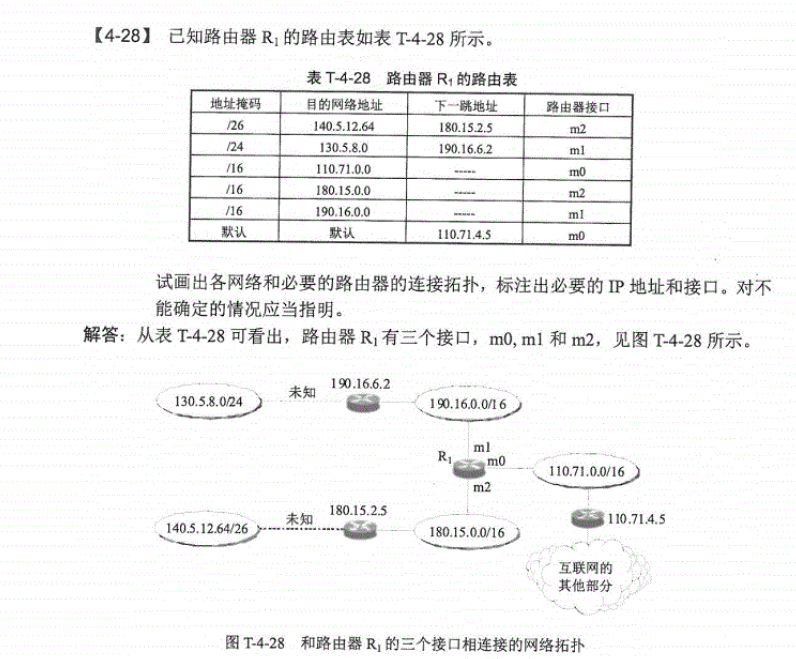 【4-28】 已知路由器 R1 的路由表如表 T-4-28 所示。
表 T-4-28 路由器 R1 的路由表
地址掩码 目的网络地址 下一跳地址 路由器接口
/26 140.5.12.64 180.15.2.5 m2
/24 130.5.8.0 190.16.6.2 m1
/16 110.71.0.0 ----- m0
/16 180.15.0.0 ----- m2
/16 190.16.0.0 ----- m1
默认 默认 110.71.4.5 m0
试画出各网络和必要的路由器的连接拓扑，标注出必要的 IP 地址和接口。对不
能确定的情况应当指明。
解答：从表 T-4-28 可看出，路由器 R1 有三个接口，m0, m1 和 m2，见图 T-4-28 所示。
130.5.8.0/24
未知
190.16.6.2
190.16.0.0/16
R1
m1
m0
m2
110.71.0.0/16
140.5.12.64/26
未知
180.15.2.5
180.15.0.0/16
110.71.4.5
互联网的
其他部分
图 T-4-28 和路由器 R1 的三个接口相连接的网络拓扑